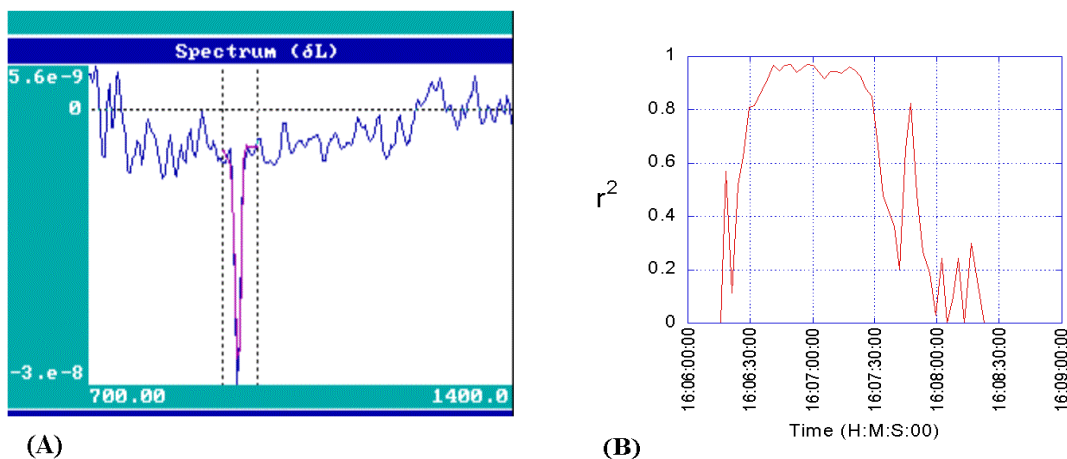 Spectrum (δL)
5.6e-9
0
-3.e-8
700.00 1400.0
(A)
1
0.8
0.6
0.4
0.2
0
r²
16:06:00:00
16:06:30:00
16:07:00:00
16:07:30:00
16:08:00:00
16:08:30:00
16:09:00:00
Time (H:M:S:00)
(B)